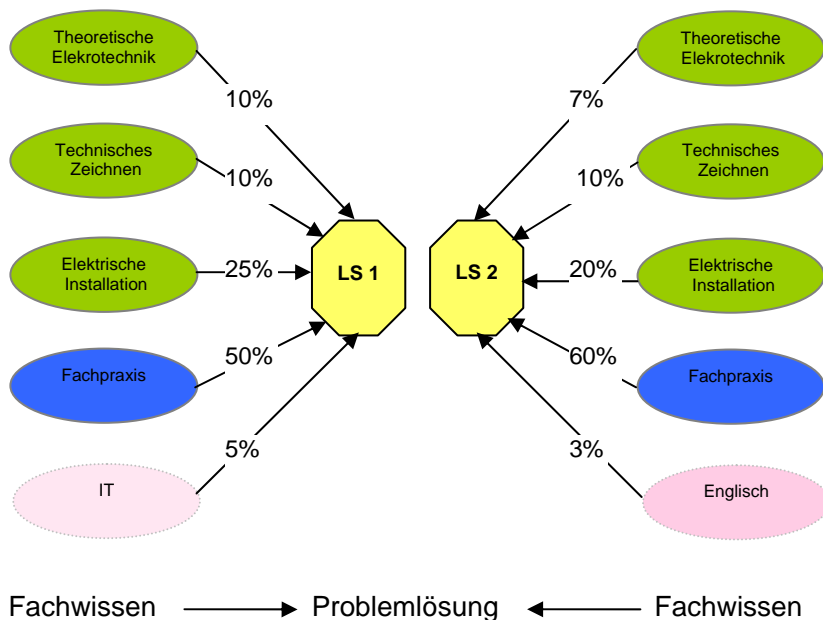 Theoretische
Elekrotechnik
10%
Technisches
Zeichnen
10%
Elektrische
Installation
25%
LS 1
Fachpraxis
50%
IT
5%
Theoretische
Elekrotechnik
7%
Technisches
Zeichnen
10%
Elektrische
Installation
20%
LS 2
Fachpraxis
60%
Englisch
3%
Fachwissen
Problemlösung
Fachwissen